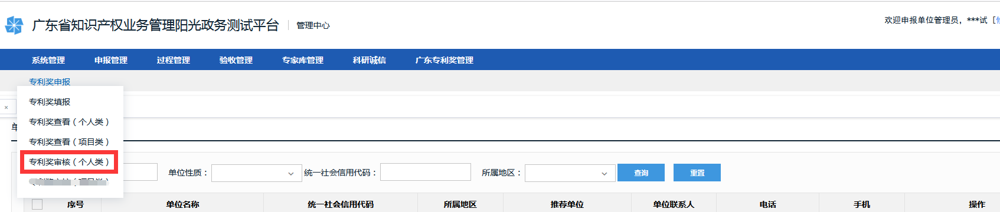 广东省知识产权业务管理阳光政务测试平台 管理中心
欢迎申报单位管理员，***试 [
系统管理 申报管理 过程管理 验收管理 专家库管理 科研诚信 广东专利奖管理
专利奖申报
专利奖填报
×
专利奖查看（个人类）
专利奖查看（项目类）
专利奖审核（个人类）
单位性质： 统一社会信用代码： 所属地区： 查询 重置
序号 单位名称 统一社会信用代码 所属地区 推荐单位 单位联系人 电话 手机 操作